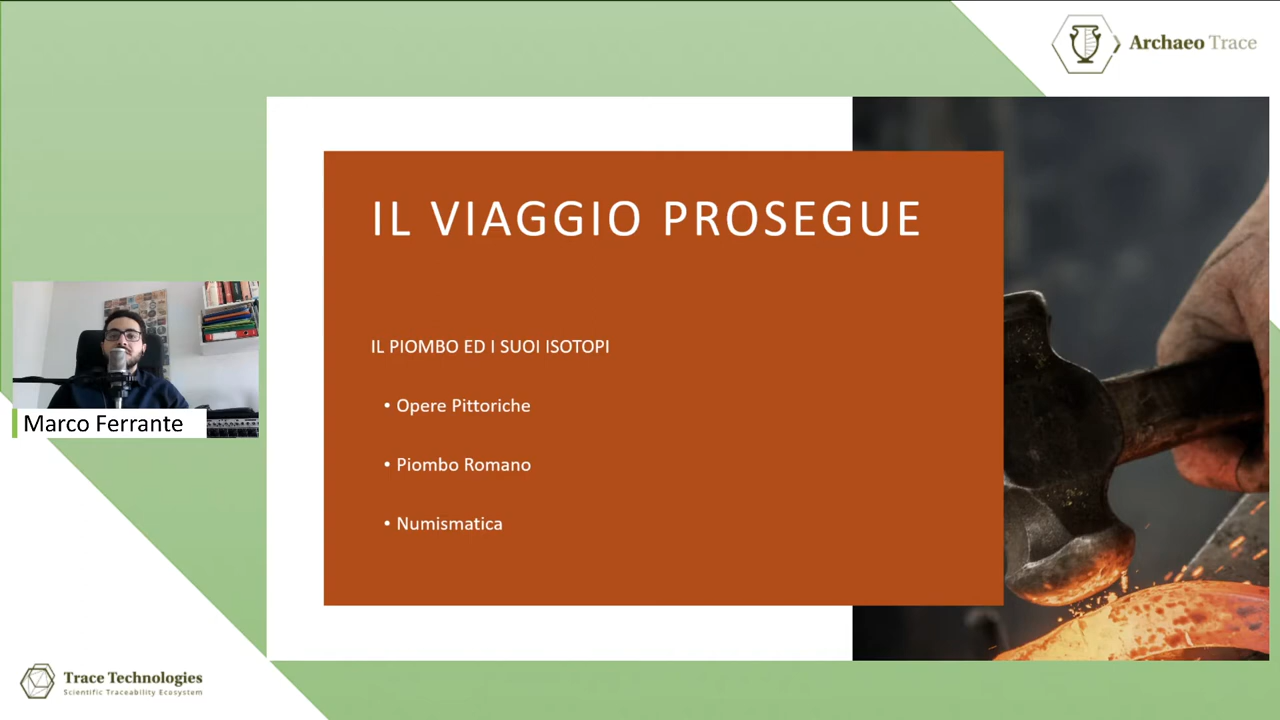 Archaeo Trace
IL VIAGGIO PROSEGUE
IL PIOMBO ED I SUOI ISOTOPI
• Opere Pittoriche
• Piombo Romano
• Numismatica
Marco Ferrante
Trace Technologies
Scientific Traceability Ecosystem